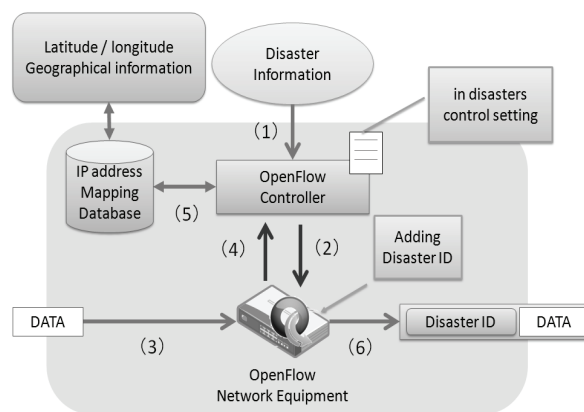 Latitude / longitude
Geographical information
Disaster
Information
in disasters
control setting
(1)
IP address
Mapping
Database
(5)
OpenFlow
Controller
(4)
(2)
Adding
Disaster ID
DATA
(3)
(6)
Disaster ID
DATA
OpenFlow
Network Equipment